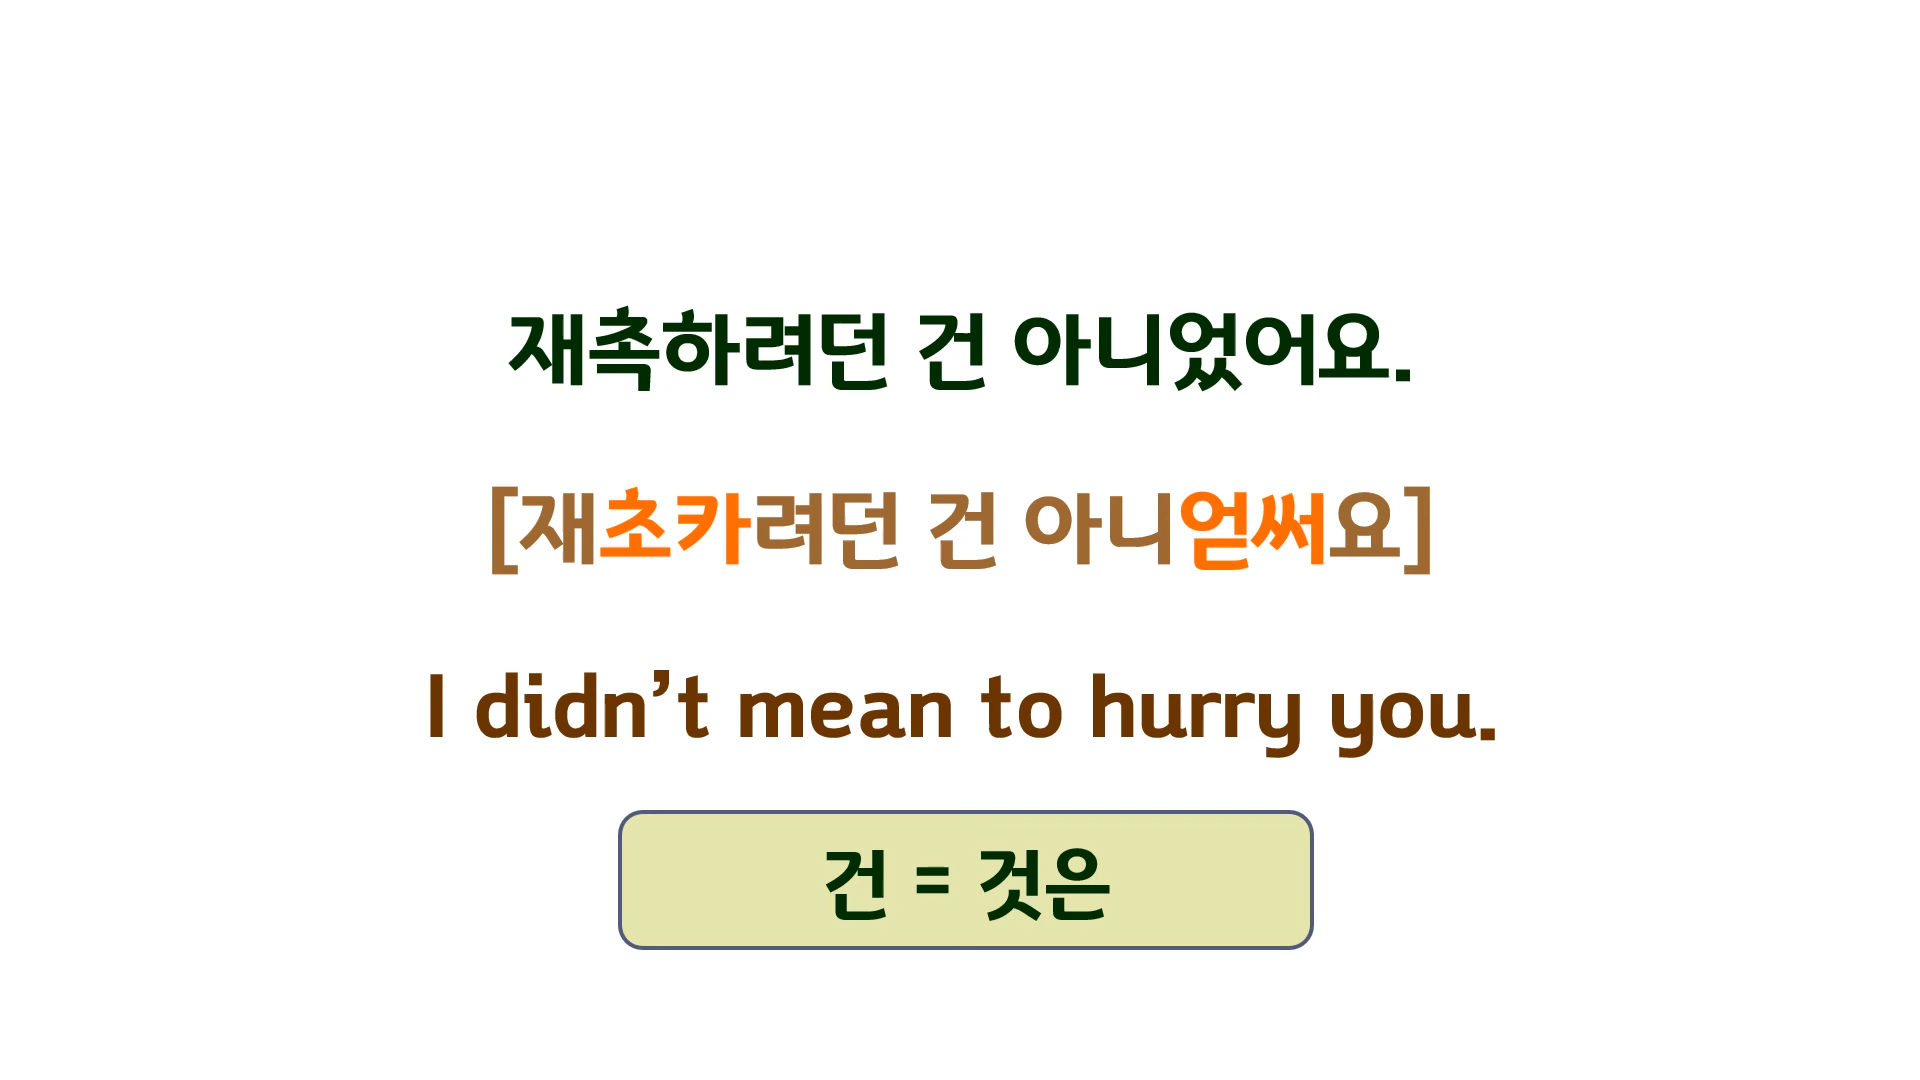 재촉하려던 건 아니었어요.
[재초카려던 건 아니얻써요]
I didn’t mean to hurry you.
건 = 것은